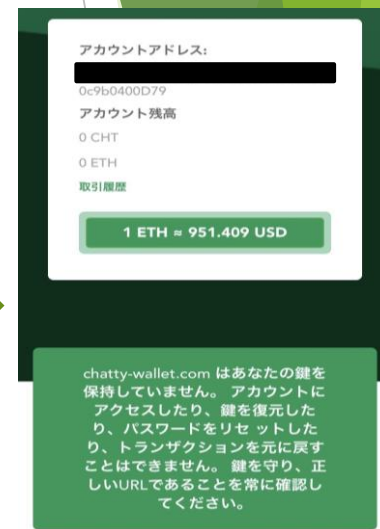 アカウントアドレス:
0c9b0400D79
アカウント残高
0 CHT
0 ETH
取引履歴
1 ETH ≈ 951.409 USD
chatty-wallet.com はあなたの鍵を
保持していません。 アカウントに
アクセスしたり、鍵を復元した
り、パスワードをリセ ットした
り、トランザクションを元に戻す
ことはできません。 鍵を守り、正
しいURLであることを常に確認し
てください。